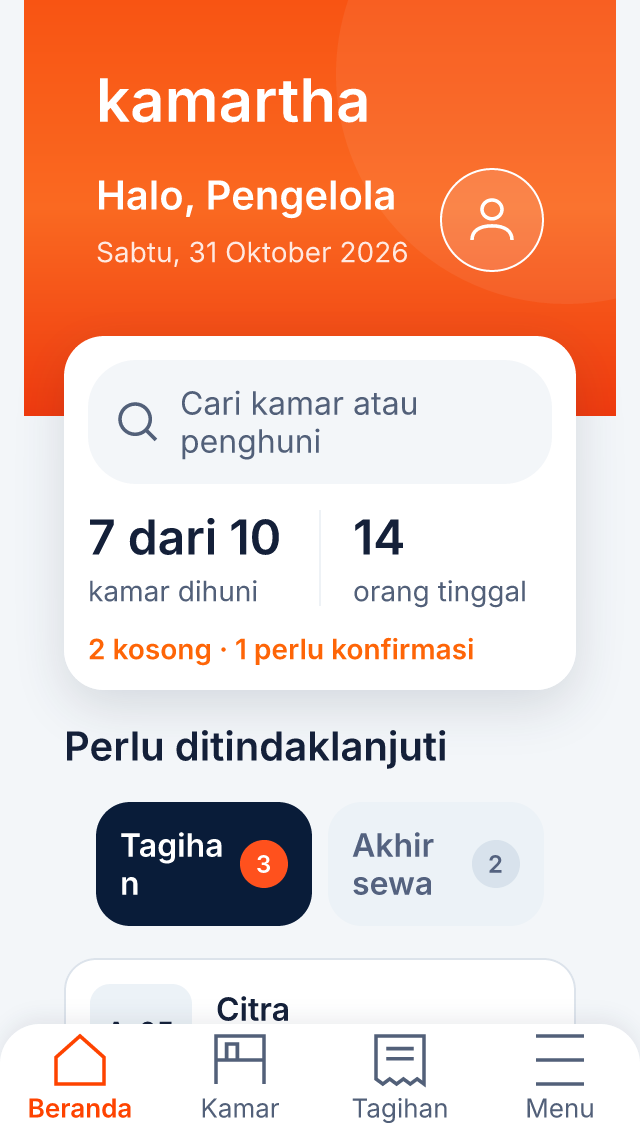 kamartha
Halo, Pengelola
Sabtu, 31 Oktober 2026
Cari kamar atau
penghuni
7 dari 10
kamar dihuni
14
orang tinggal
2 kosong · 1 perlu konfirmasi
Perlu ditindaklanjuti
Tagiha
n
3
Akhir
sewa
2
Citra
Beranda
Kamar
Tagihan
Menu